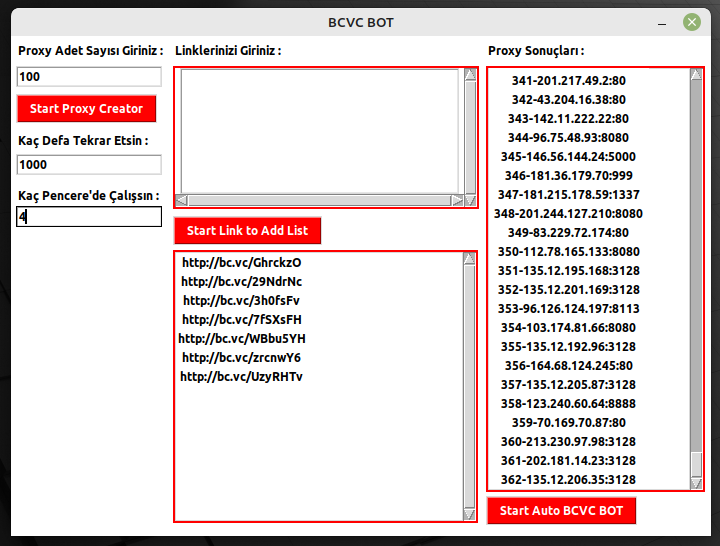 BCVC BOT
Proxy Adet Sayısı Giriniz :
100
Start Proxy Creator
Kaç Defa Tekrar Etsin :
1000
Kaç Pencere'de Çalışsın :
4
Linklerinizi Giriniz :
Start Link to Add List
http://bc.vc/GhrckzO
http://bc.vc/29NdrNc
http://bc.vc/3h0fsFv
http://bc.vc/7fSXsFH
http://bc.vc/WBbu5YH
http://bc.vc/zrcnwY6
http://bc.vc/UzyRHTv
Proxy Sonuçları :
341-201.217.49.2:80
342-43.204.16.38:80
343-142.11.222.22:80
344-96.75.48.93:8080
345-146.56.144.24:5000
346-181.36.179.70:999
347-181.215.178.59:1337
348-201.244.127.210:8080
349-83.229.72.174:80
350-112.78.165.133:8080
351-135.12.195.168:3128
352-135.12.201.169:3128
353-96.126.124.197:8113
354-103.174.81.66:8080
355-135.12.192.96:3128
356-164.68.124.245:80
357-135.12.205.87:3128
358-123.240.60.64:8888
359-70.169.70.87:80
360-213.230.97.98:3128
361-202.181.14.23:3128
362-135.12.206.35:3128
Start Auto BCVC BOT